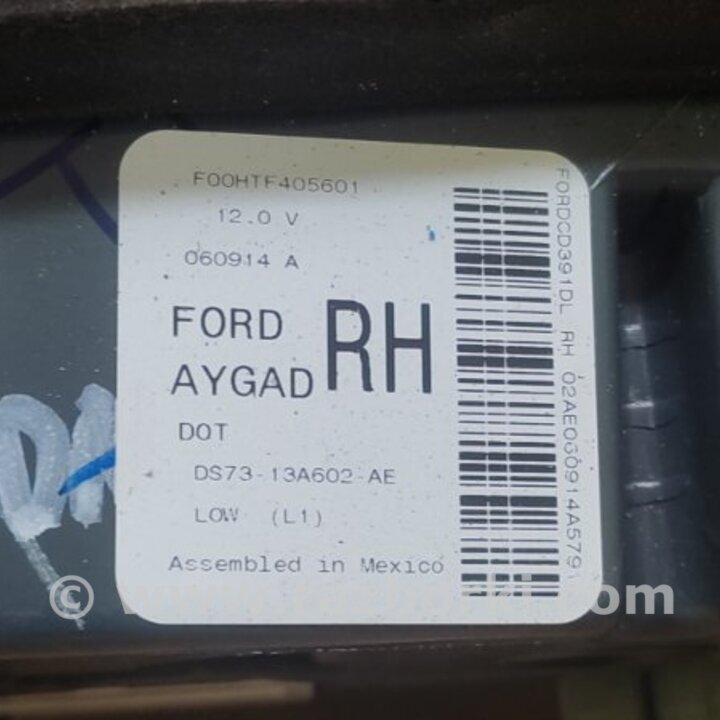 F00HTF405601
12.0 V
060914 A
FORD
AYGAD
RH
DOT
DS73-13A602-AE
LOW (L1)
Assembled in Mexico
FORDCD391DL RH 02AE060914A5791